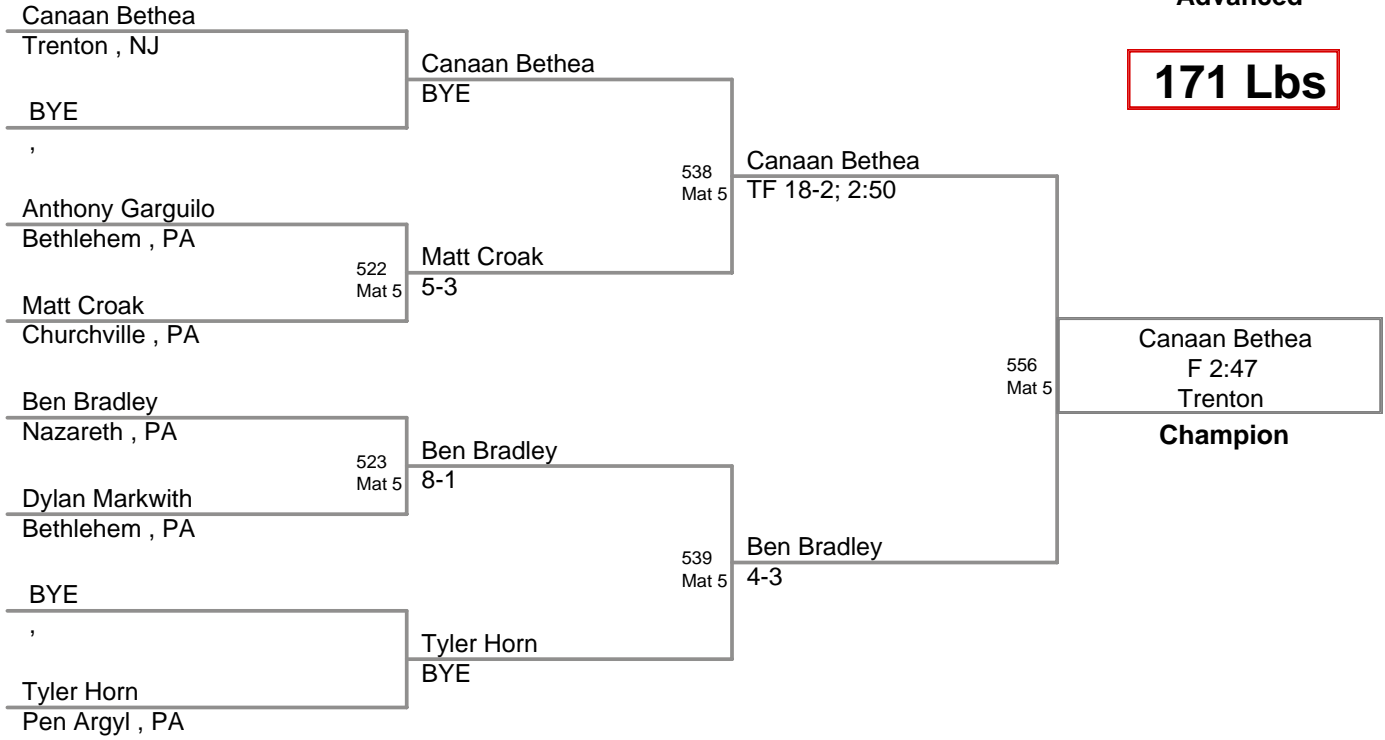 Advanced
171 Lbs
Canaan Bethea
Trenton , NJ
BYE
,
Anthony Garguilo
Bethlehem , PA
Matt Croak
Churchville , PA
Ben Bradley
Nazareth , PA
Dylan Markwith
Bethlehem , PA
BYE
,
Tyler Horn
Pen Argyl , PA
Canaan Bethea
BYE
522
Mat 5
Matt Croak
5-3
523
Mat 5
Ben Bradley
8-1
Tyler Horn
BYE
538
Mat 5
Canaan Bethea
TF 18-2; 2:50
539
Mat 5
Ben Bradley
4-3
556
Mat 5
Canaan Bethea
F 2:47
Trenton
Champion